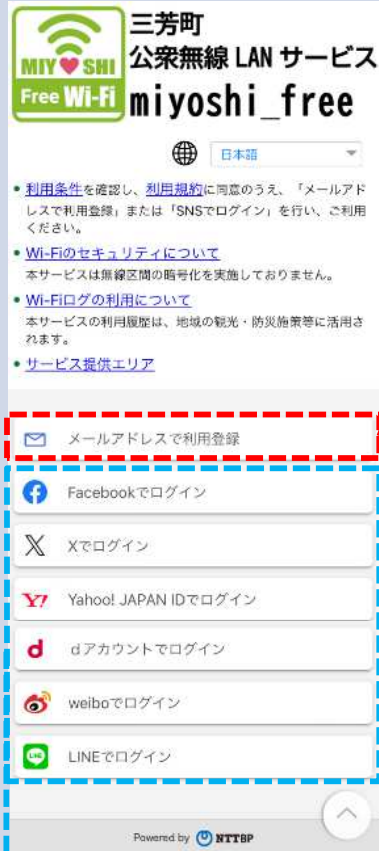 MIY SHI
Free Wi-Fi
三芳町
公衆無線 LAN サービス
miyoshi_free
日本語
• 利用条件を確認し、利用規約に同意のうえ、「メールアド
レスで利用登録」または「SNSでログイン」を行い、ご利用
ください。
• Wi-Fiのセキュリティについて
本サービスは無線区間の暗号化を実施しておりません。
• Wi-Fiログの利用について
本サービスの利用履歴は、地域の観光・防災施策等に活用さ
れます。
• サービス提供エリア
メールアドレスで利用登録
Facebookでログイン
Xでログイン
Y! Yahoo! JAPAN IDでログイン
d dアカウントでログイン
weiboでログイン
LINE LINEでログイン
Powered by NTTBP